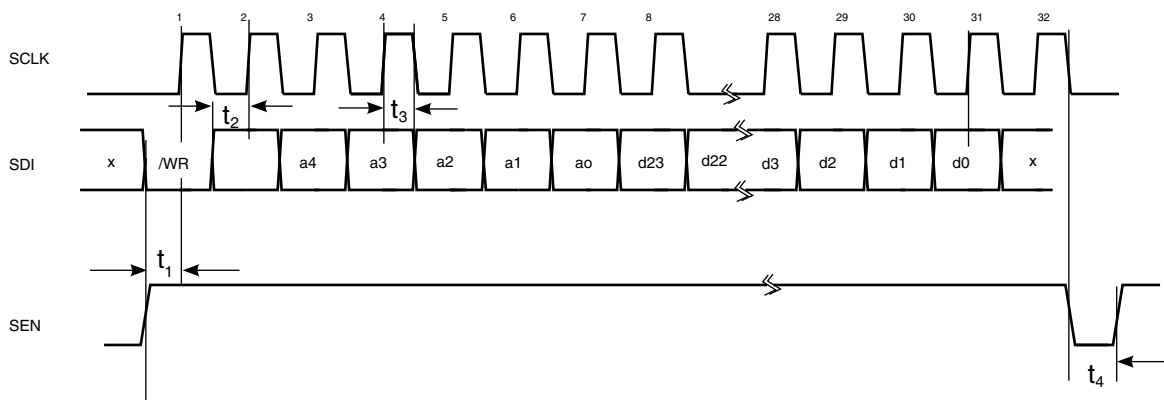 1 2 3 4 5 6 7 8 28 29 30 31 32
SCLK
t2 t3
SDI x /WR a4 a3 a2 a1 ao d23 d22 d3 d2 d1 d0 x
t1
SEN
t4